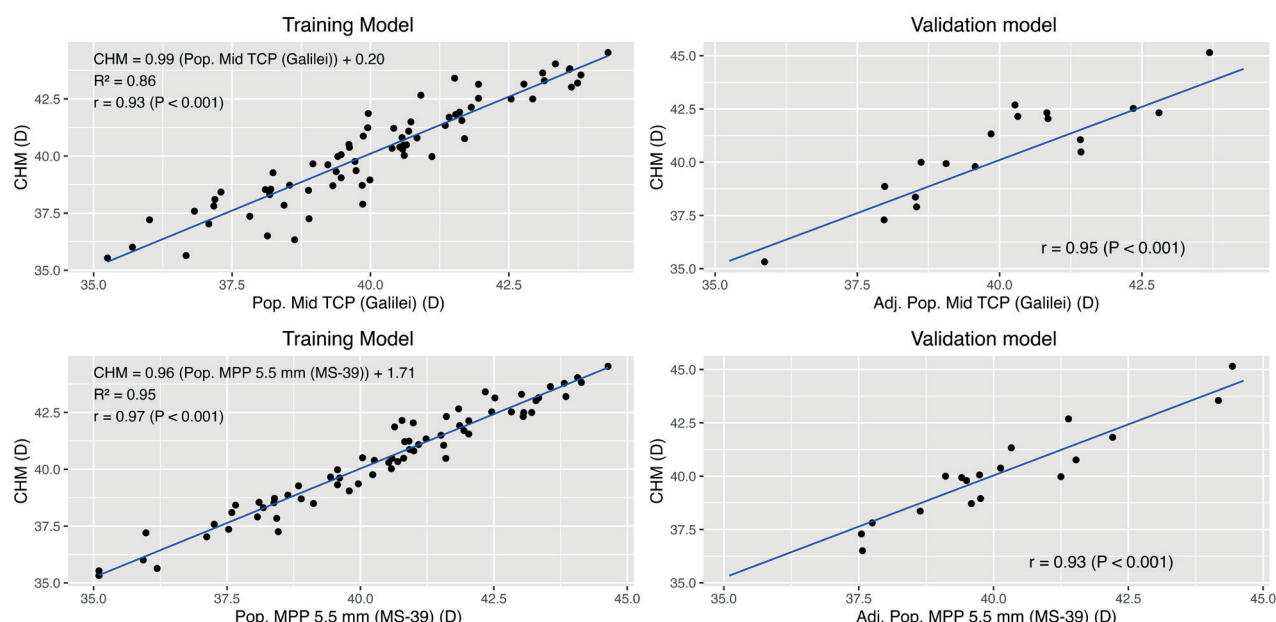 Training Model
CHM = 0.99 (Pop. Mid TCP (Galilei)) + 0.20
R² = 0.86
r = 0.93 (P < 0.001)
CHM (D)
42.5
40.0
37.5
35.0
35.0 37.5 40.0 42.5
Pop. Mid TCP (Galilei) (D)
Validation model
CHM (D)
45.0
42.5
40.0
37.5
35.0
r = 0.95 (P < 0.001)
35.0 37.5 40.0 42.5
Adj. Pop. Mid TCP (Galilei) (D)
Training Model
CHM = 0.96 (Pop. MPP 5.5 mm (MS-39)) + 1.71
R² = 0.95
r = 0.97 (P < 0.001)
CHM (D)
42.5
40.0
37.5
35.0
35.0 37.5 40.0 42.5 45.0
Pop. MPP 5.5 mm (MS-39) (D)
Validation model
CHM (D)
45.0
42.5
40.0
37.5
35.0
r = 0.93 (P < 0.001)
35.0 37.5 40.0 42.5 45.0
Adj. Pop. MPP 5.5 mm (MS-39) (D)